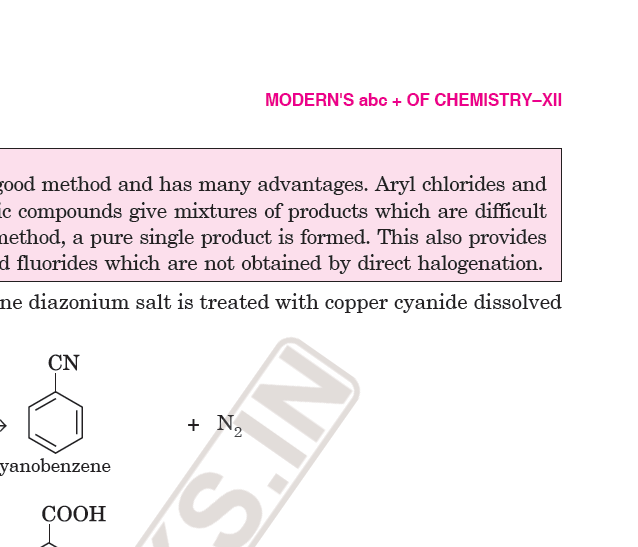 MODERN'S abc + OF CHEMISTRY–XII
good method and has many advantages. Aryl chlorides and
ic compounds give mixtures of products which are difficult
method, a pure single product is formed. This also provides
d fluorides which are not obtained by direct halogenation.
ne diazonium salt is treated with copper cyanide dissolved
CN
+ N2
yanobenzene
COOH
S.IN